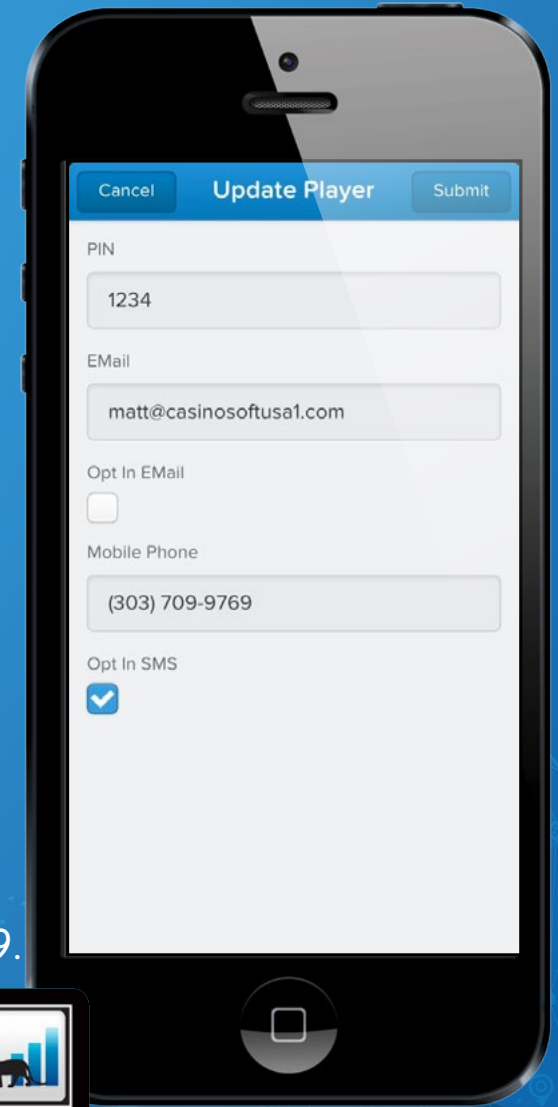 Cancel Update Player Submit
PIN
1234
EMail
matt@casinosoftusa1.com
Opt In EMail
Mobile Phone
(303) 709-9769
Opt In SMS
9.